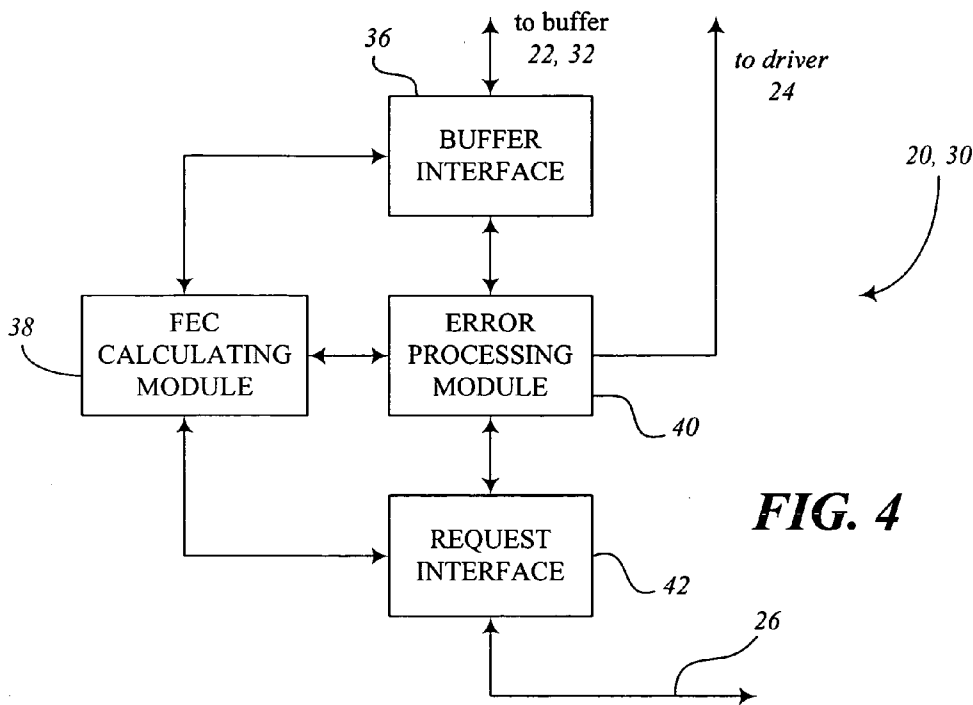 36
to buffer
22, 32
to driver
24
BUFFER
INTERFACE
20, 30
38
FEC
CALCULATING
MODULE
ERROR
PROCESSING
MODULE
40
FIG. 4
REQUEST
INTERFACE
42
26